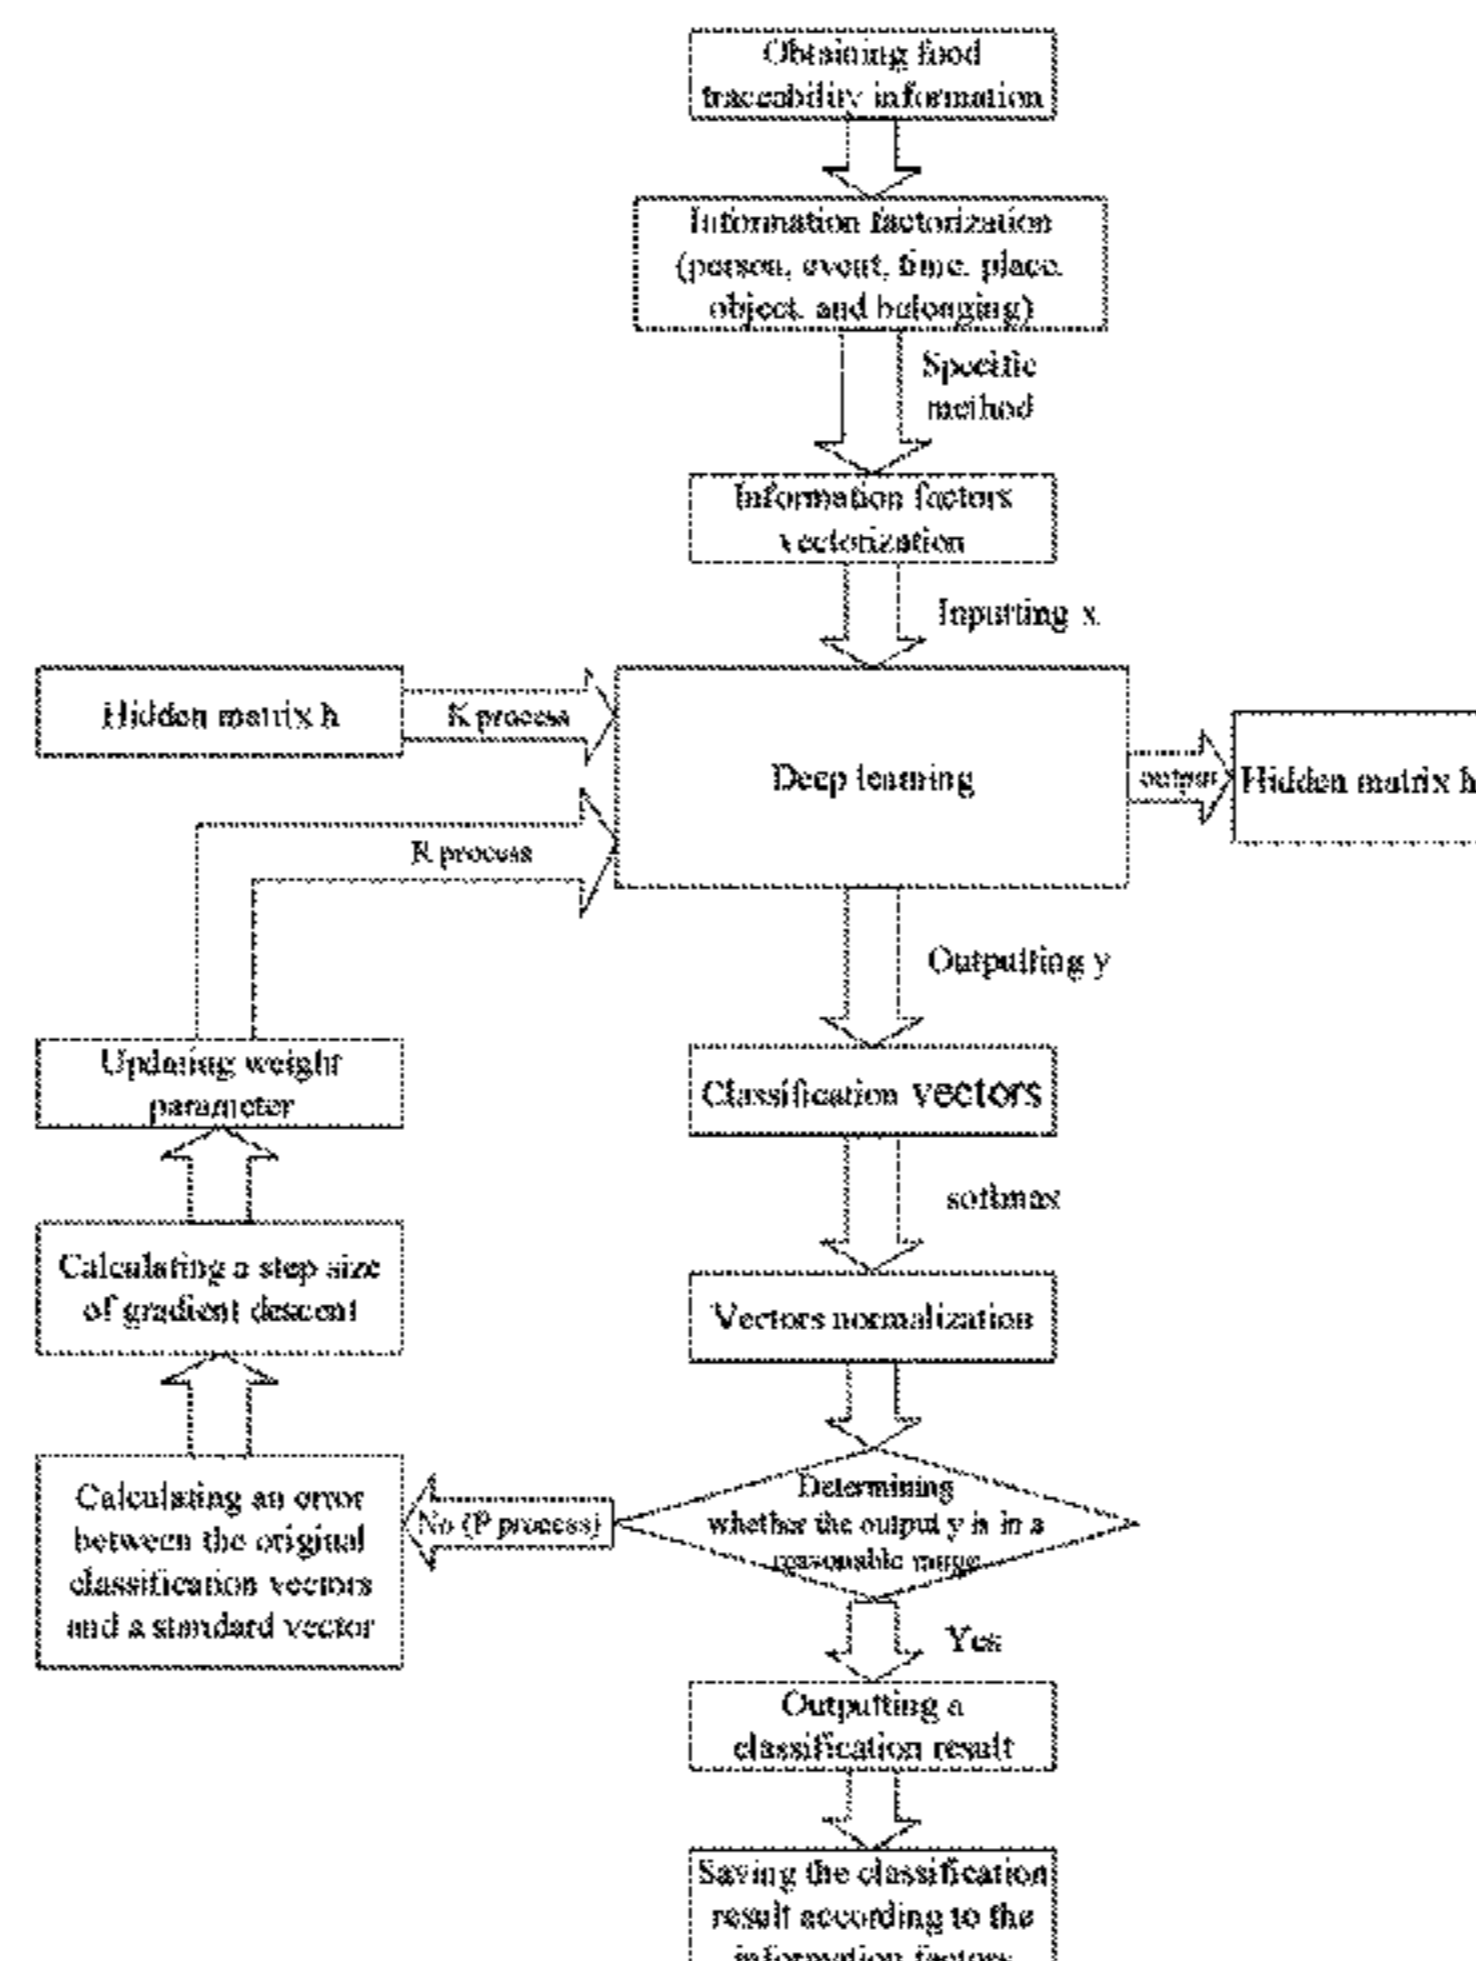 Obtaining food
traceability information
Information factorization
(person, event, time, place,
object, and belonging)
Specific
method
Information factors
vectorization
Inputting x
Hidden matrix h
K process
Deep learning
output
Hidden matrix h
R process
Outputting y
Updating weight
parameter
Classification vectors
softmax
Calculating a step size
of gradient descent
Vectors normalization
Calculating an error
between the original
classification vectors
and a standard vector
No (P process)
Determining
whether the output y is in a
reasonable range
Yes
Outputting a
classification result
Saving the classification
result according to the
information factors